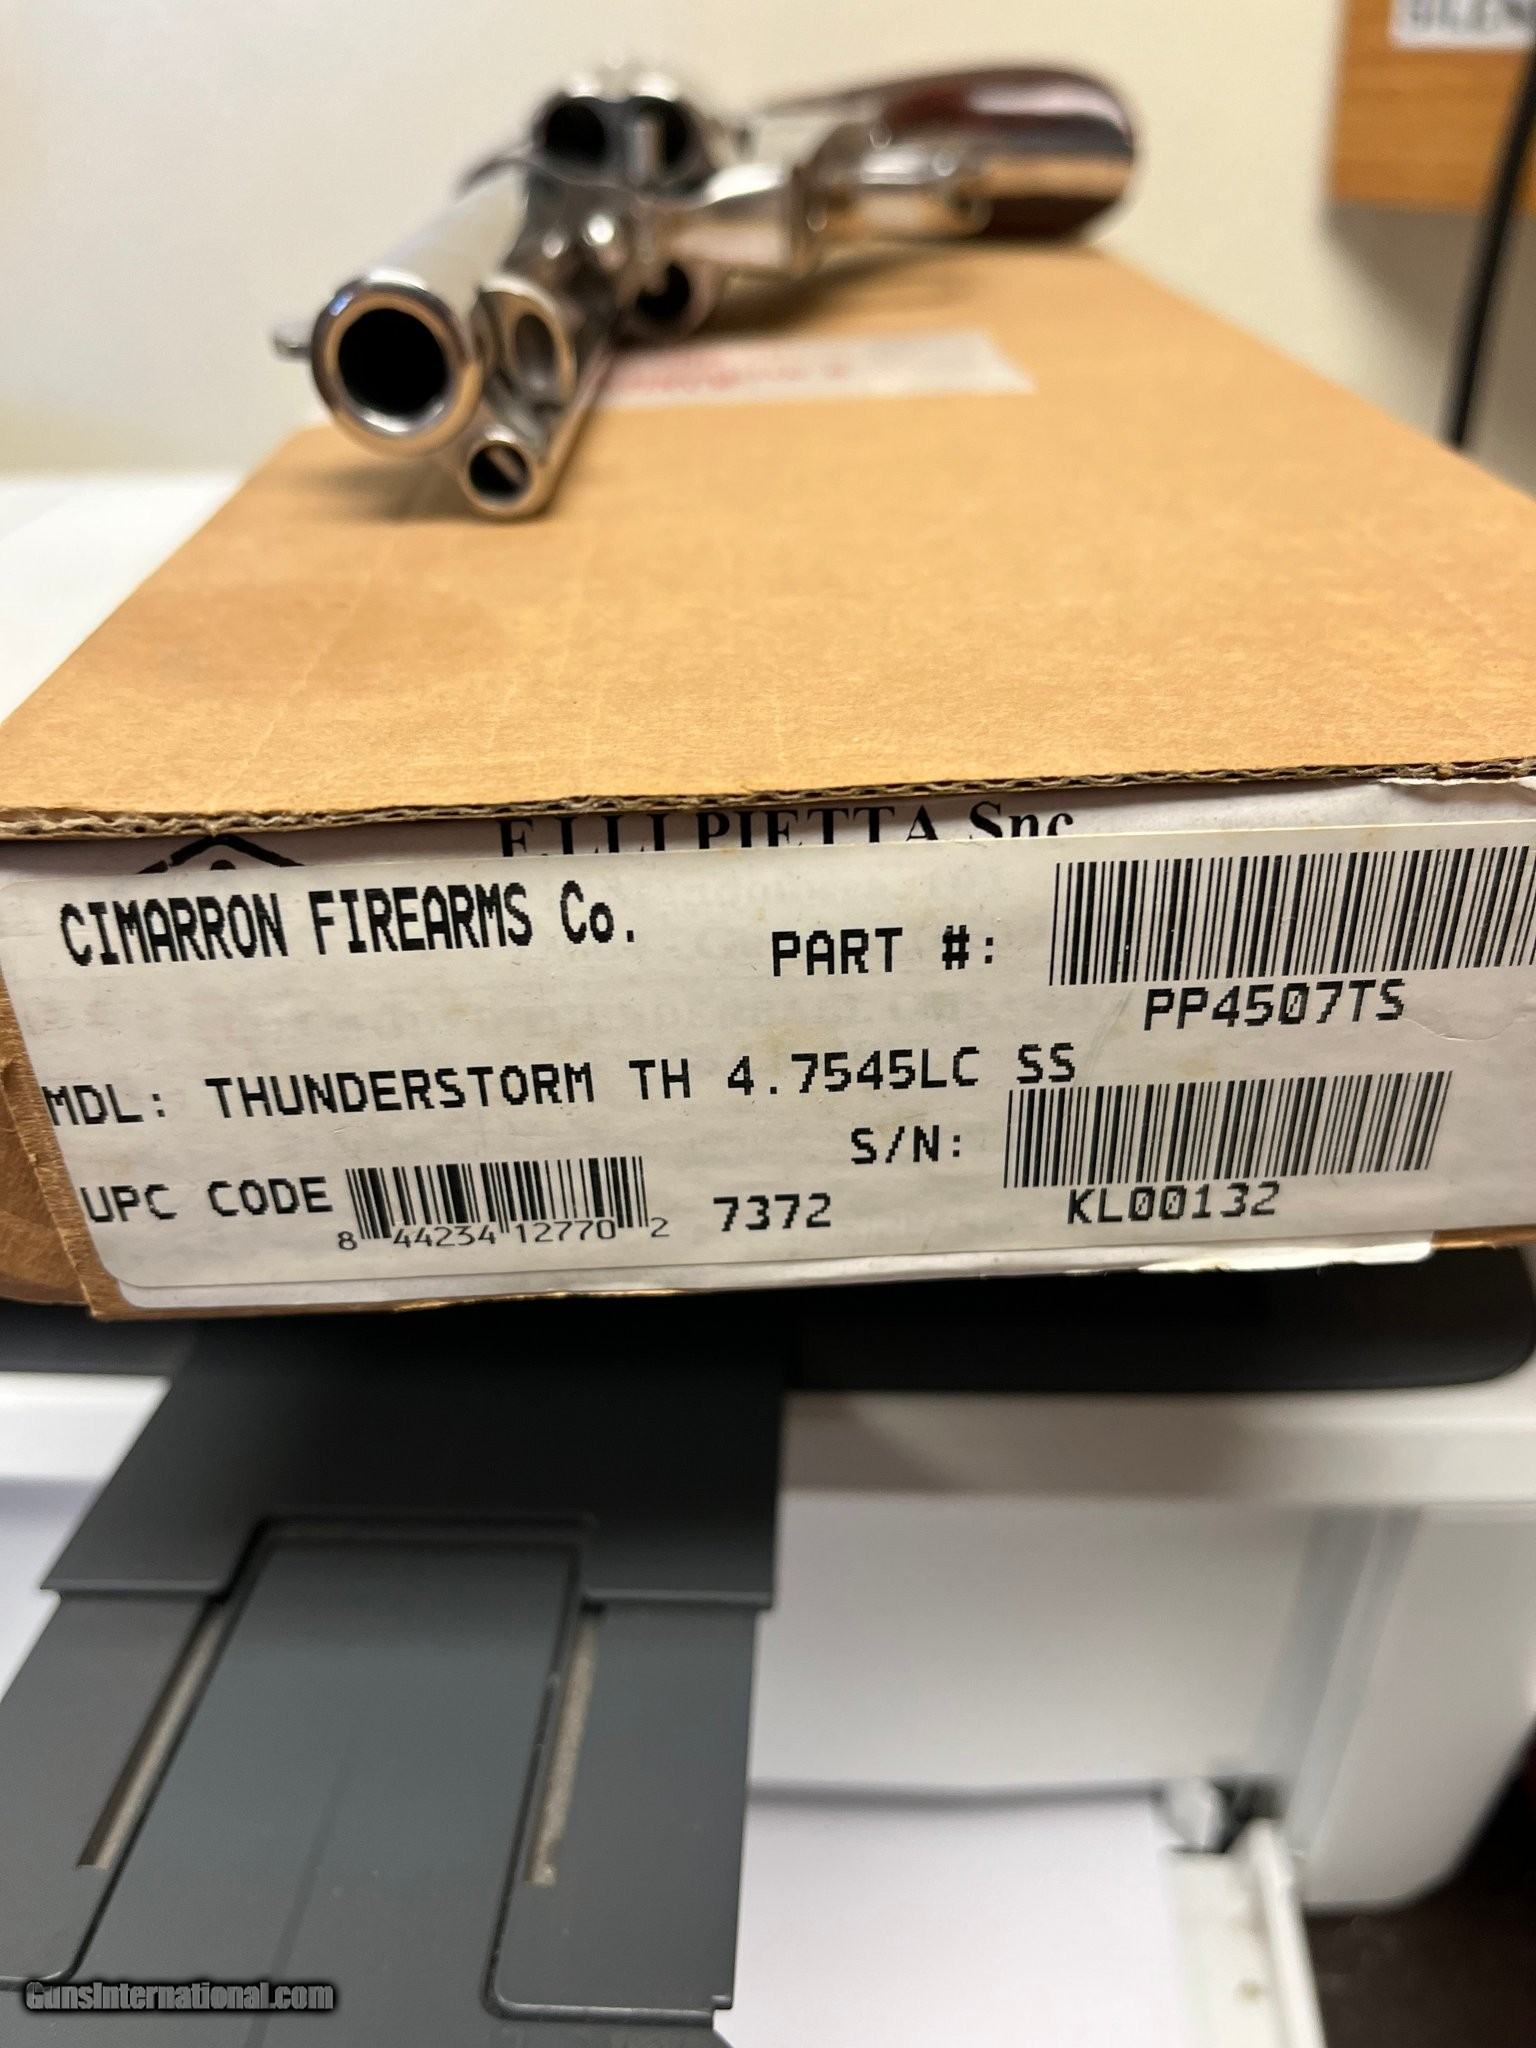 F.LLI PIETTA Snc
CIMARRON FIREARMS Co.
PART #:
PP4507TS
MDL: THUNDERSTORM TH 4.7545LC SS
S/N:
KL00132
UPC CODE
8 44234 12770 2
7372
GunsInternational.com